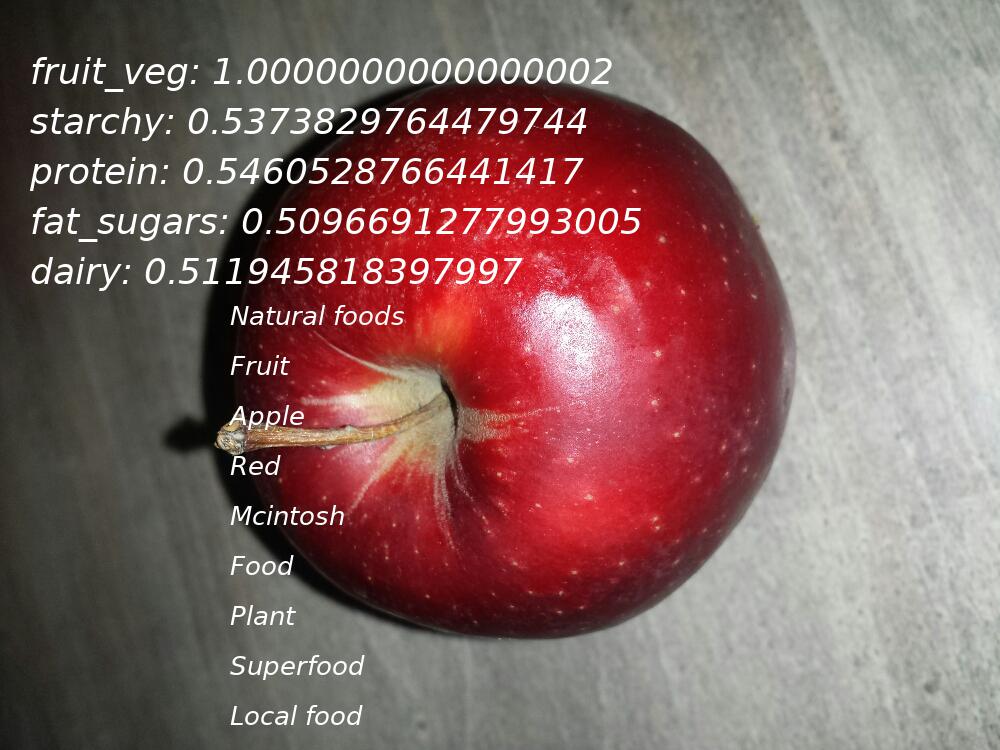 fruit_veg: 1.0000000000000002
starchy: 0.5373829764479744
protein: 0.5460528766441417
fat_sugars: 0.5096691277993005
dairy: 0.511945818397997
Natural foods
Fruit
Apple
Red
Mcintosh
Food
Plant
Superfood
Local food